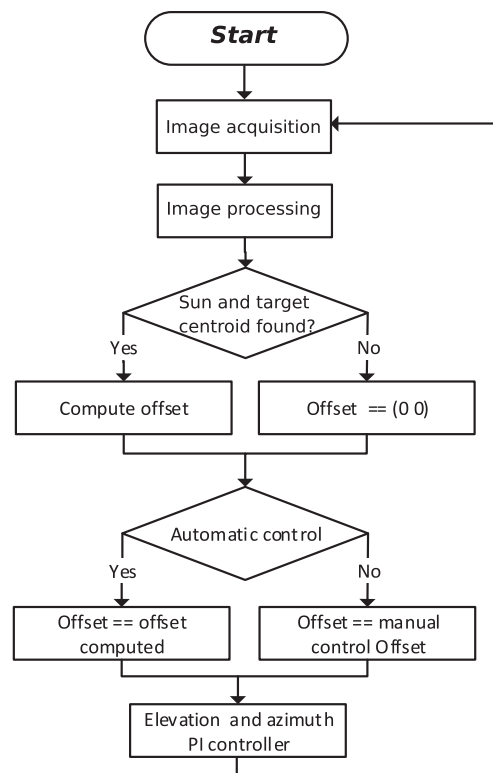 Start
Image acquisition
Image processing
Sun and target
centroid found?
Yes
No
Compute offset
Offset == (0 0)
Automatic control
Yes
No
Offset == offset
computed
Offset == manual
control Offset
Elevation and azimuth
PI controller